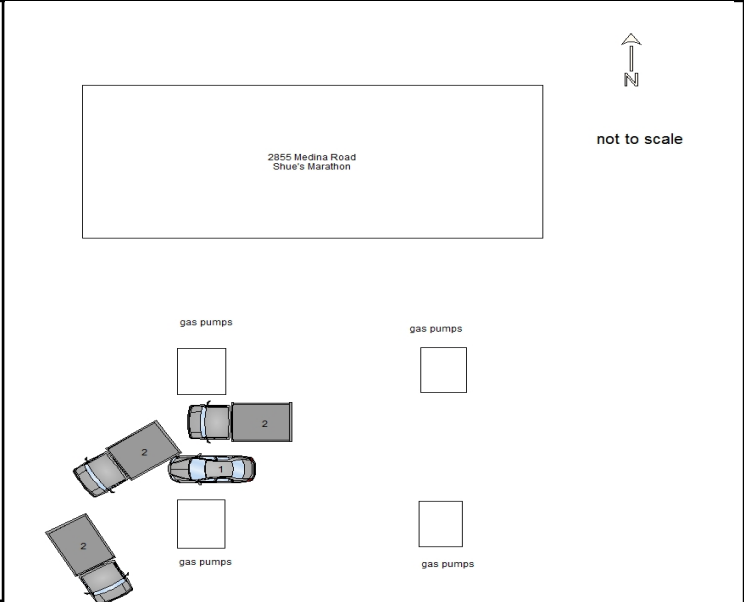 N
not to scale
2855 Medina Road
Shue's Marathon
gas pumps
gas pumps
2
2
1
2
gas pumps
gas pumps